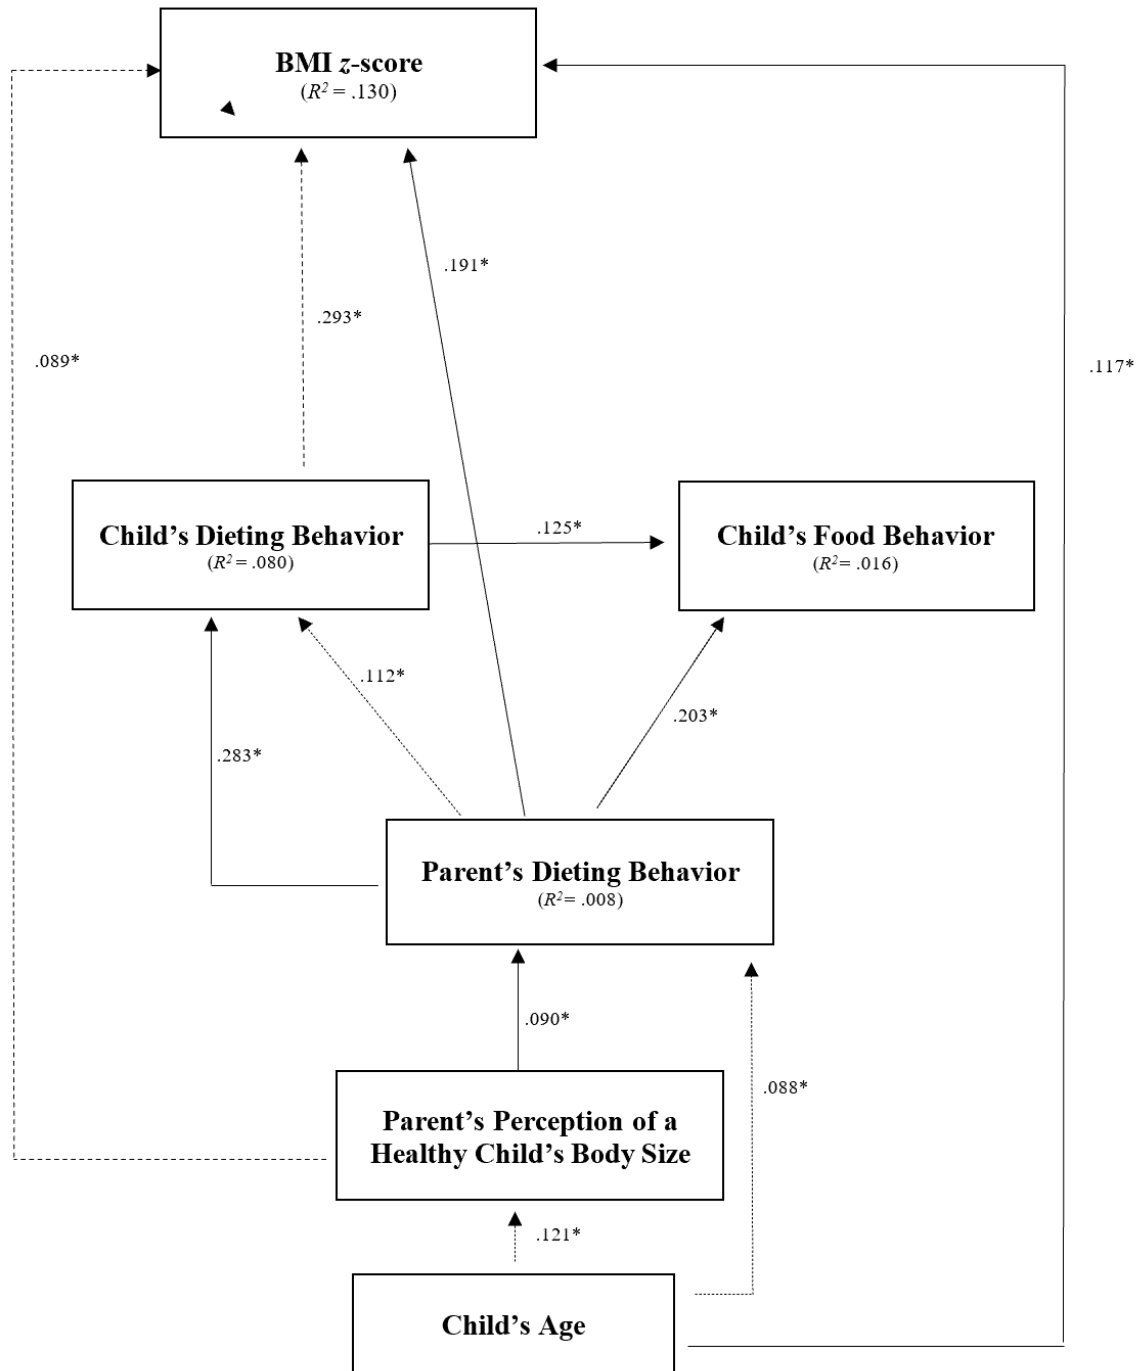 BMI z-score
(R² = .130)
.191*
.293*
.089*
.117*
Child’s Dieting Behavior
(R² = .080)
.125*
Child’s Food Behavior
(R² = .016)
.112*
.203*
.283*
Parent’s Dieting Behavior
(R² = .008)
.090*
.088*
Parent’s Perception of a
Healthy Child’s Body Size
.121*
Child’s Age